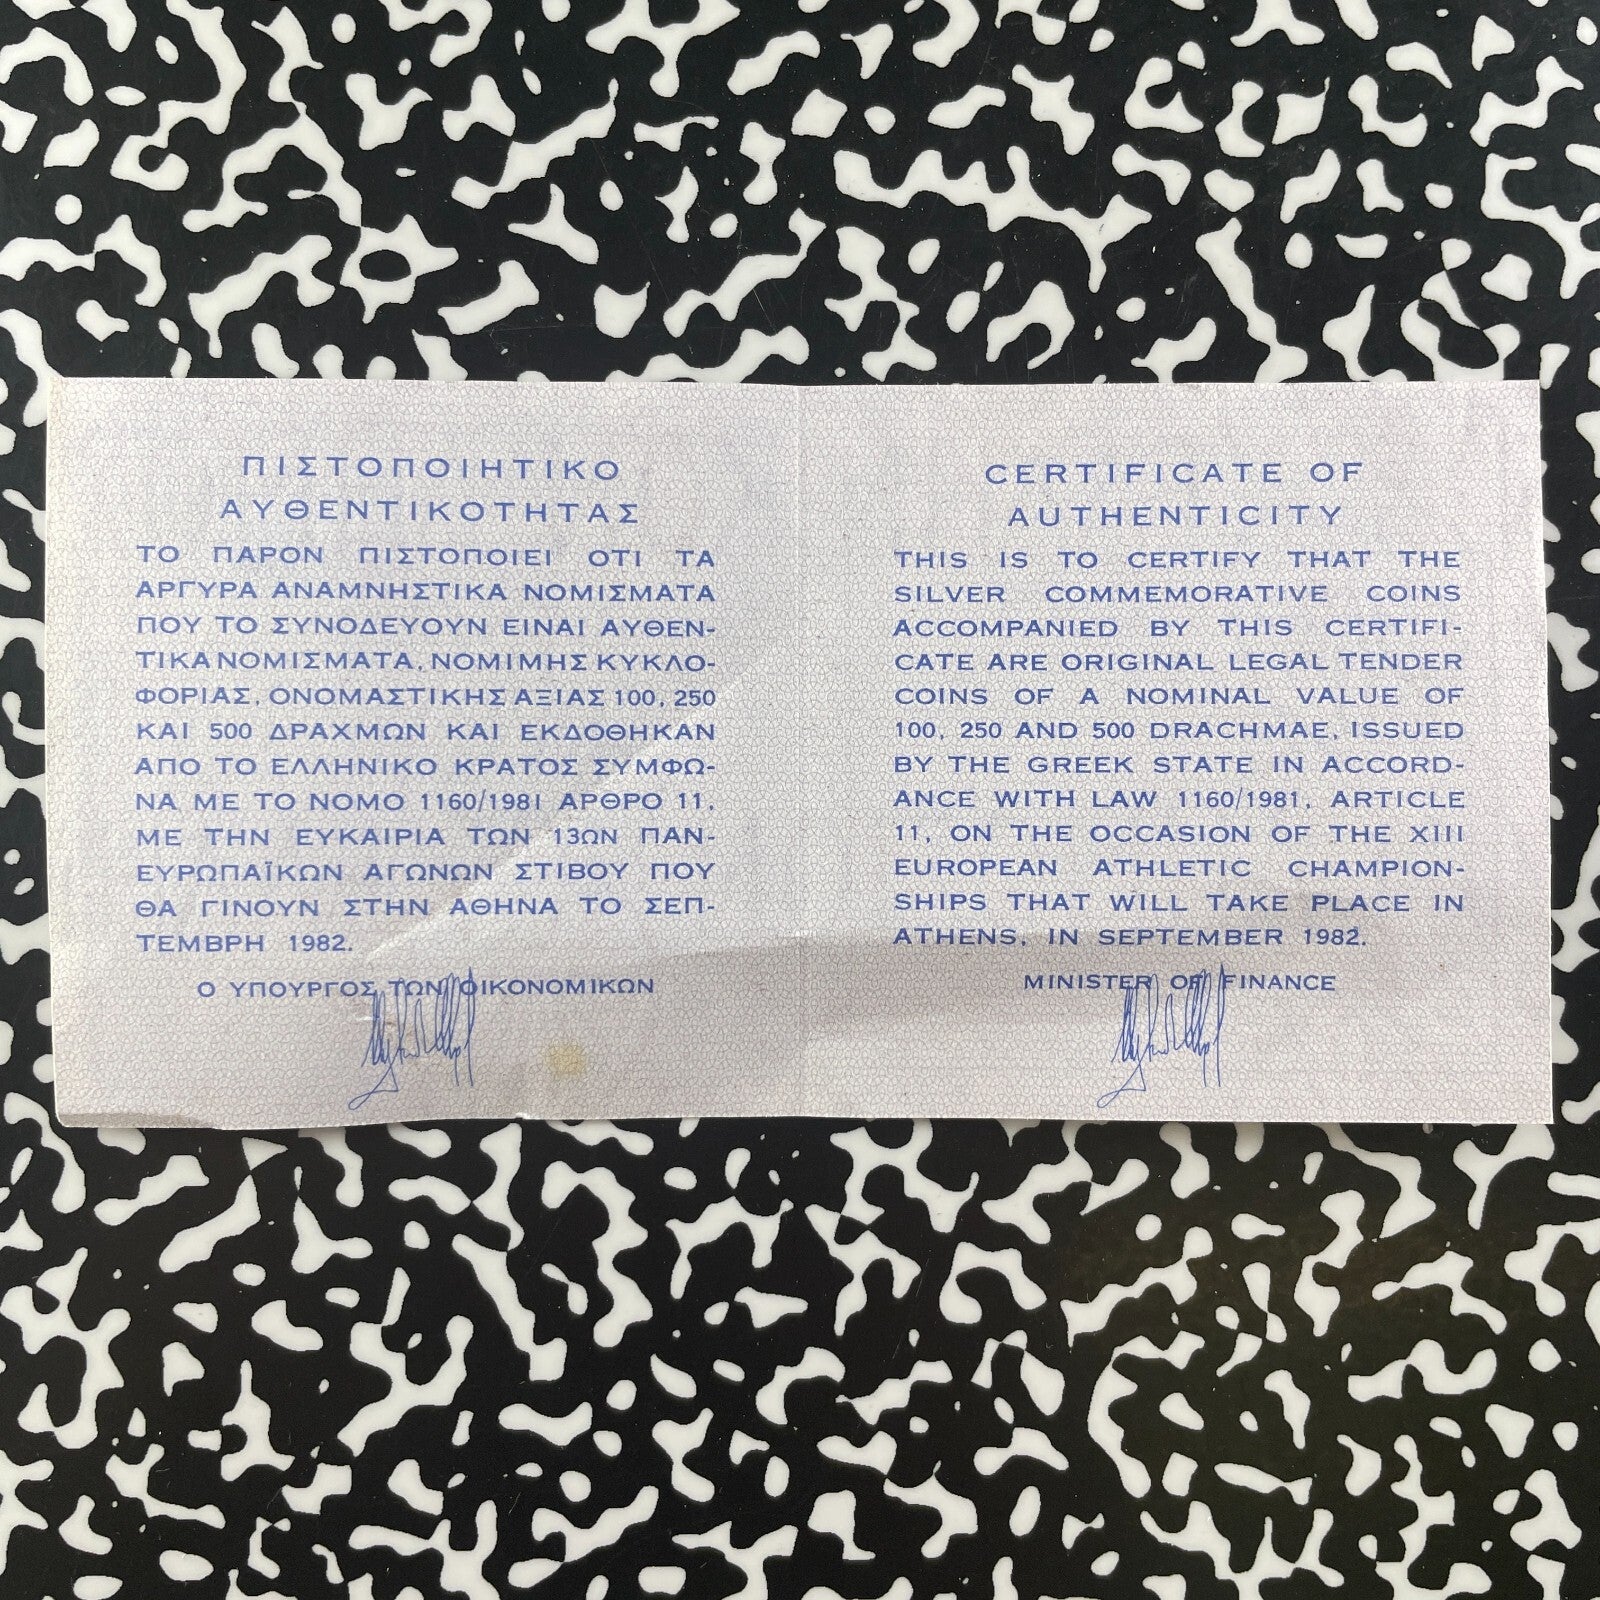 ΠΙΣΤΟΠΟΙΗΤΙΚΟ
ΑΥΘΕΝΤΙΚΟΤΗΤΑΣ
ΤΟ ΠΑΡΟΝ ΠΙΣΤΟΠΟΙΕΙ ΟΤΙ ΤΑ
ΑΡΓΥΡΑ ΑΝΑΜΝΗΣΤΙΚΑ ΝΟΜΙΣΜΑΤΑ
ΠΟΥ ΤΟ ΣΥΝΟΔΕΥΟΥΝ ΕΙΝΑΙ ΑΥΘΕΝ-
ΤΙΚΑ ΝΟΜΙΣΜΑΤΑ, ΝΟΜΙΜΗΣ ΚΥΚΛΟ-
ΦΟΡΙΑΣ, ΟΝΟΜΑΣΤΙΚΗΣ ΑΞΙΑΣ 100, 250
ΚΑΙ 500 ΔΡΑΧΜΩΝ ΚΑΙ ΕΚΔΟΘΗΚΑΝ
ΑΠΟ ΤΟ ΕΛΛΗΝΙΚΟ ΚΡΑΤΟΣ ΣΥΜΦΩ-
ΝΑ ΜΕ ΤΟ ΝΟΜΟ 1160/1981 ΑΡΘΡΟ 11,
ΜΕ ΤΗΝ ΕΥΚΑΙΡΙΑ ΤΩΝ 13ΩΝ ΠΑΝ-
ΕΥΡΩΠΑΪΚΩΝ ΑΓΩΝΩΝ ΣΤΙΒΟΥ ΠΟΥ
ΘΑ ΓΙΝΟΥΝ ΣΤΗΝ ΑΘΗΝΑ ΤΟ ΣΕΠ-
ΤΕΜΒΡΗ 1982.
Ο ΥΠΟΥΡΓΟΣ ΤΩΝ ΟΙΚΟΝΟΜΙΚΩΝ
CERTIFICATE OF
AUTHENTICITY
THIS IS TO CERTIFY THAT THE
SILVER COMMEMORATIVE COINS
ACCOMPANIED BY THIS CERTIFI-
CATE ARE ORIGINAL LEGAL TENDER
COINS OF A NOMINAL VALUE OF
100, 250 AND 500 DRACHMAE, ISSUED
BY THE GREEK STATE IN ACCORD-
ANCE WITH LAW 1160/1981, ARTICLE
11, ON THE OCCASION OF THE XIII
EUROPEAN ATHLETIC CHAMPION-
SHIPS THAT WILL TAKE PLACE IN
ATHENS, IN SEPTEMBER 1982.
MINISTER OF FINANCE